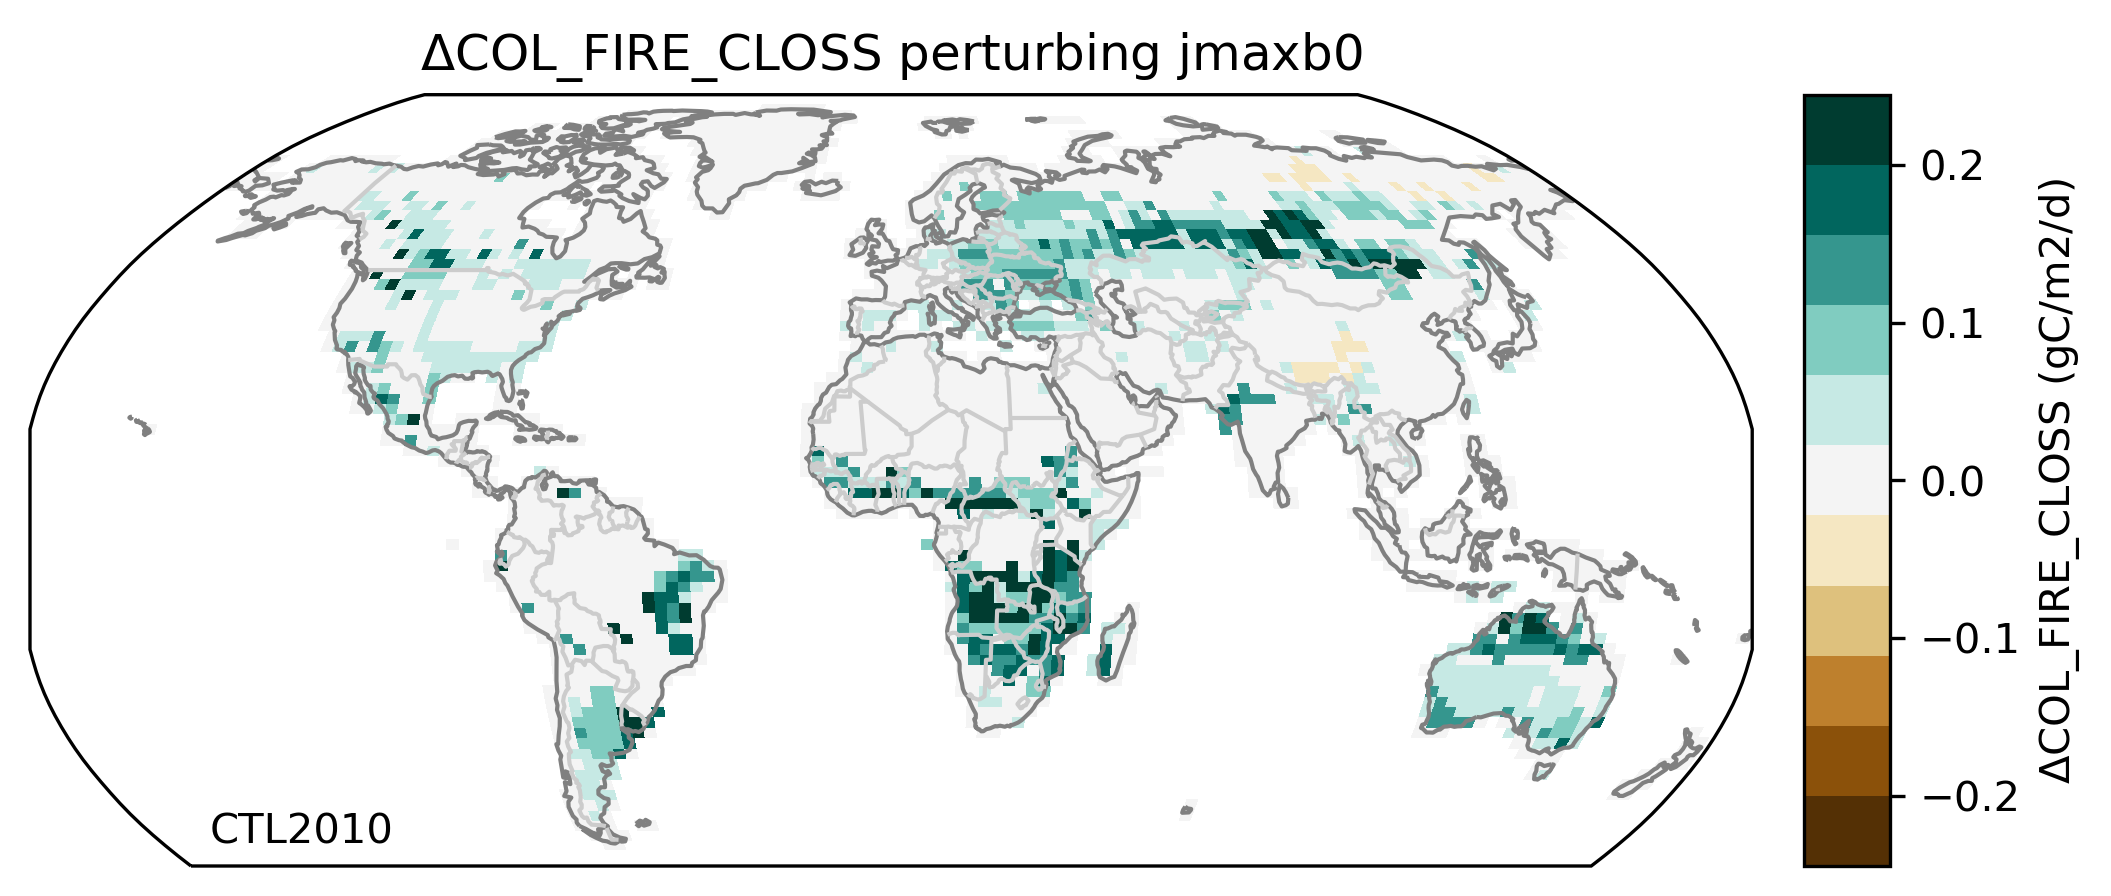 ΔCOL_FIRE_CLOSS perturbing jmaxb0
CTL2010
0.2
0.1
0.0
−0.1
−0.2
ΔCOL_FIRE_CLOSS (gC/m2/d)